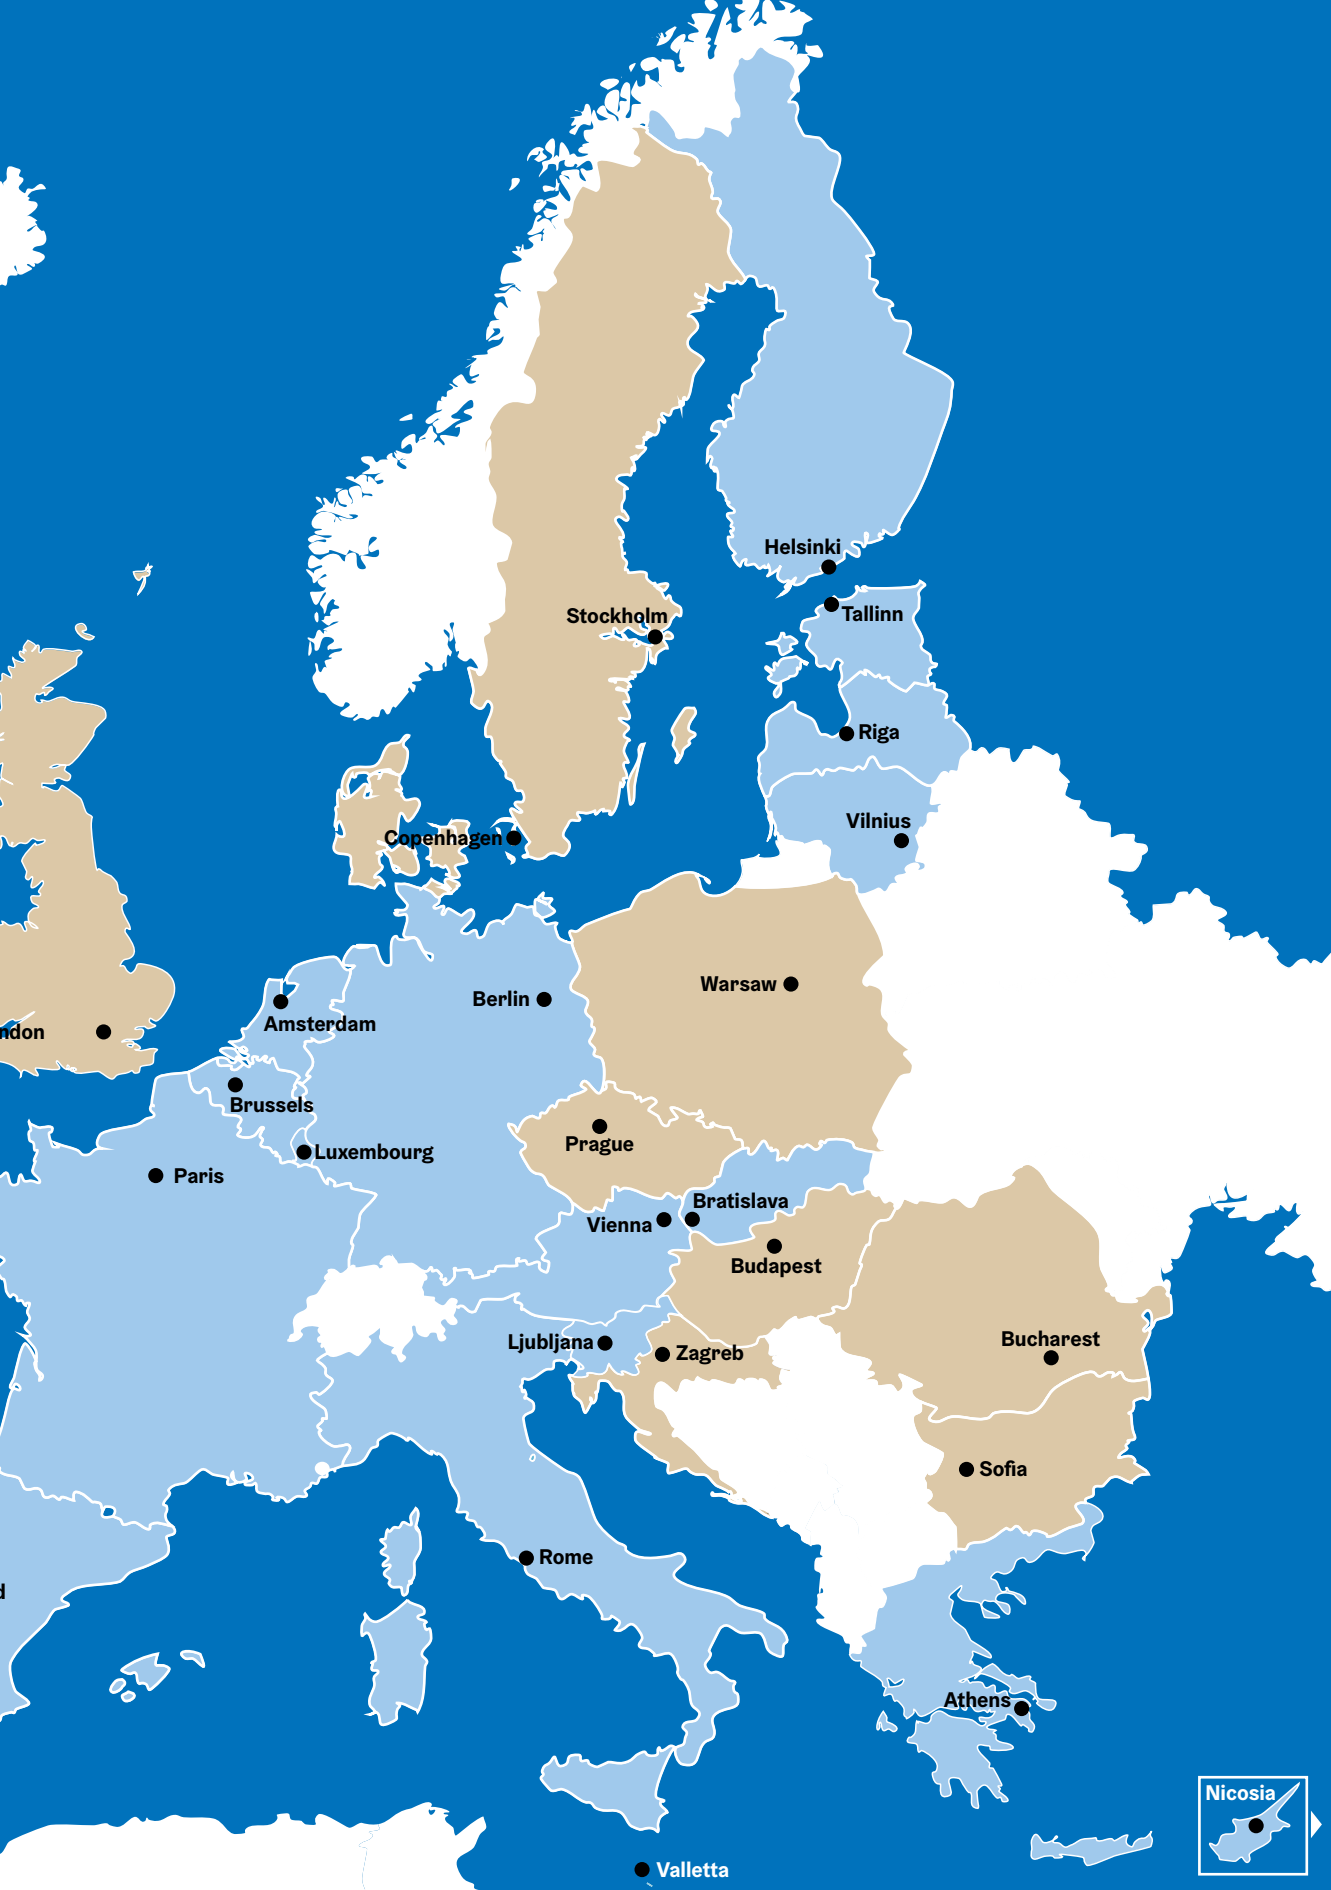 Helsinki
Tallinn
Stockholm
Riga
Vilnius
Copenhagen
Warsaw
Berlin
Amsterdam
ndon
Brussels
Prague
Luxembourg
Paris
Bratislava
Vienna
Budapest
Bucharest
Ljubljana
Zagreb
Sofia
Rome
d
Athens
Nicosia
Valletta